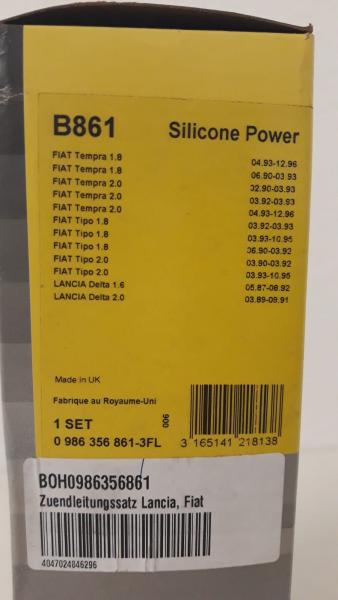 B861 Silicone Power
FIAT Tempra 1.8 04.93-12.96
FIAT Tempra 1.8 06.90-03.93
FIAT Tempra 2.0 02.90-03.93
FIAT Tempra 2.0 03.92-03.93
FIAT Tempra 2.0 04.93-12.96
FIAT Tipo 1.8 03.92-03.93
FIAT Tipo 1.8 03.93-10.95
FIAT Tipo 1.8 06.90-03.92
FIAT Tipo 2.0 03.90-03.92
FIAT Tipo 2.0 03.93-10.95
LANCIA Delta 1.6 05.87-08.92
LANCIA Delta 2.0 03.89-09.91
Made in UK
Fabrique au Royaume-Uni
006
1 SET
0 986 356 861-3FL
3 165141 218138
BOH0986356861
Zuendleitungssatz Lancia, Fiat
4047024846296